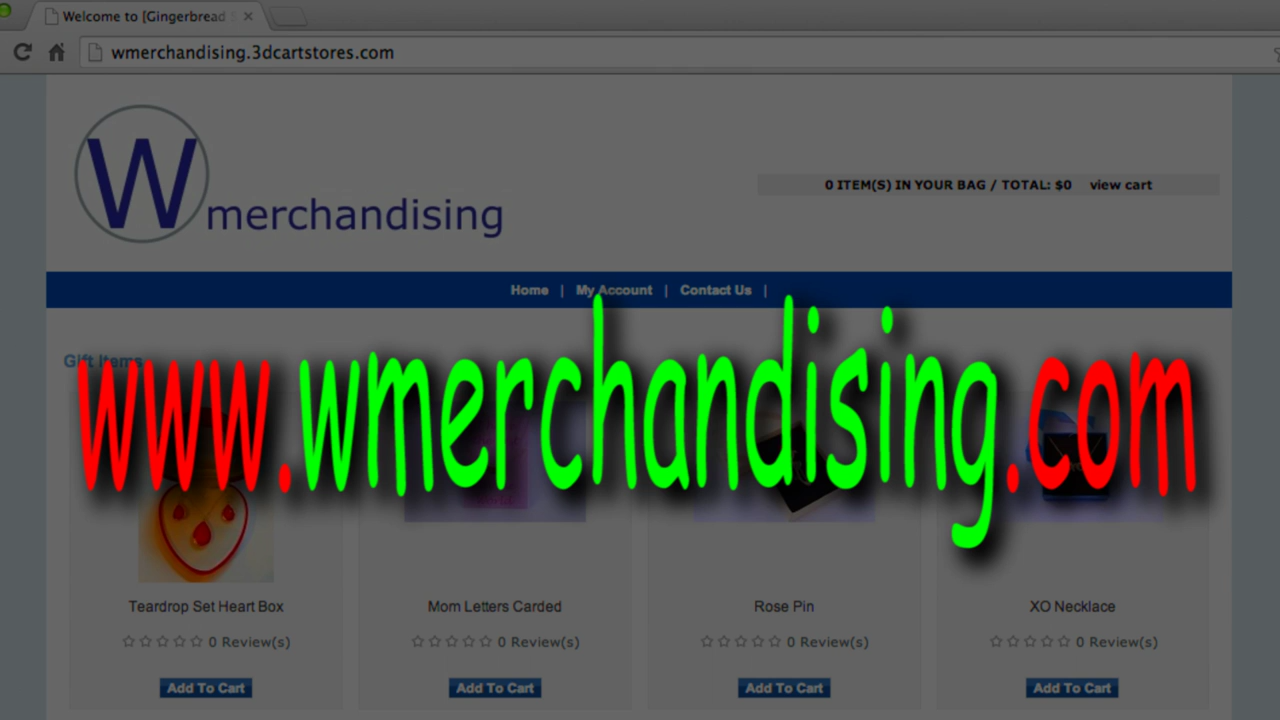 Welcome to [Gingerbread
wmerchandising.3dcartstores.com
Wmerchandising
0 ITEM(S) IN YOUR BAG / TOTAL: $0 view cart
Home | My Account | Contact Us |
Gift Items
www.wmerchandising.com
Teardrop Set Heart Box
Mom Letters Carded
Rose Pin
XO Necklace
0 Review(s)
0 Review(s)
0 Review(s)
0 Review(s)
Add To Cart
Add To Cart
Add To Cart
Add To Cart